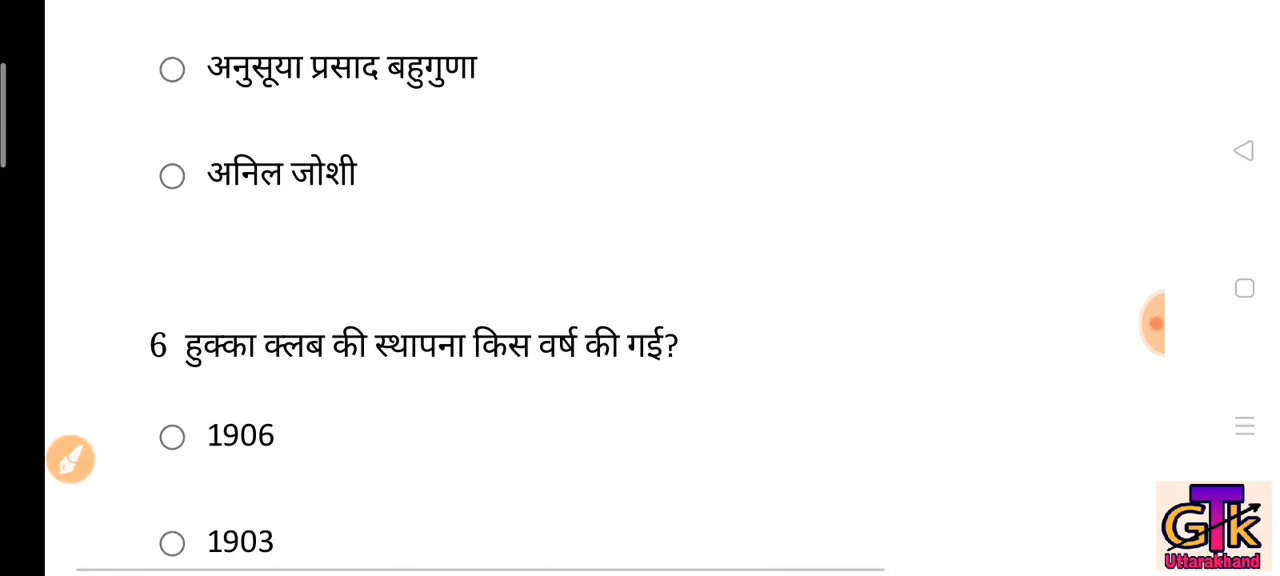 अनुसूया प्रसाद बहुगुणा
अनिल जोशी
6 हुक्का क्लब की स्थापना किस वर्ष की गई?
1906
1903
GTK
Uttarakhand